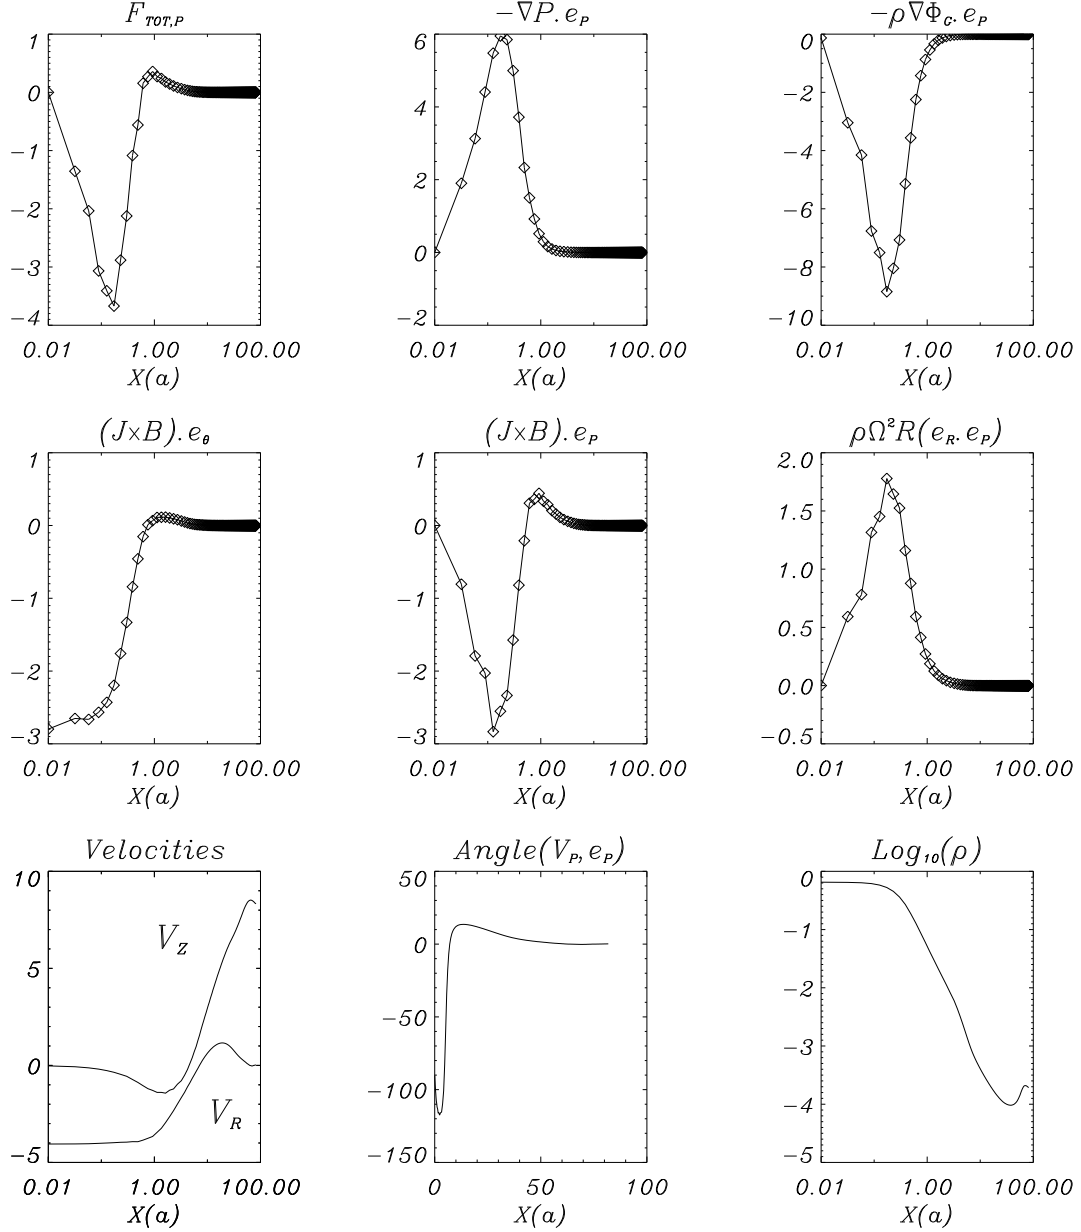 F_TOT,P
−∇P.e_P
−ρ∇Φ_G.e_P
1
0
−1
−2
−3
−4
0.01 1.00 100.00
X(a)
6
4
2
0
−2
0.01 1.00 100.00
X(a)
0
−2
−4
−6
−8
−10
0.01 1.00 100.00
X(a)
(J×B).e_θ
(J×B).e_P
ρΩ²R(e_R.e_P)
1
0
−1
−2
−3
0.01 1.00 100.00
X(a)
1
0
−1
−2
−3
0.01 1.00 100.00
X(a)
2.0
1.5
1.0
0.5
0.0
−0.5
0.01 1.00 100.00
X(a)
Velocities
Angle(V_P,e_P)
Log₁₀(ρ)
10
5
0
−5
V_Z
V_R
0.01 1.00 100.00
X(a)
50
0
−50
−100
−150
0 50 100
X(a)
0
−1
−2
−3
−4
−5
0.01 1.00 100.00
X(a)